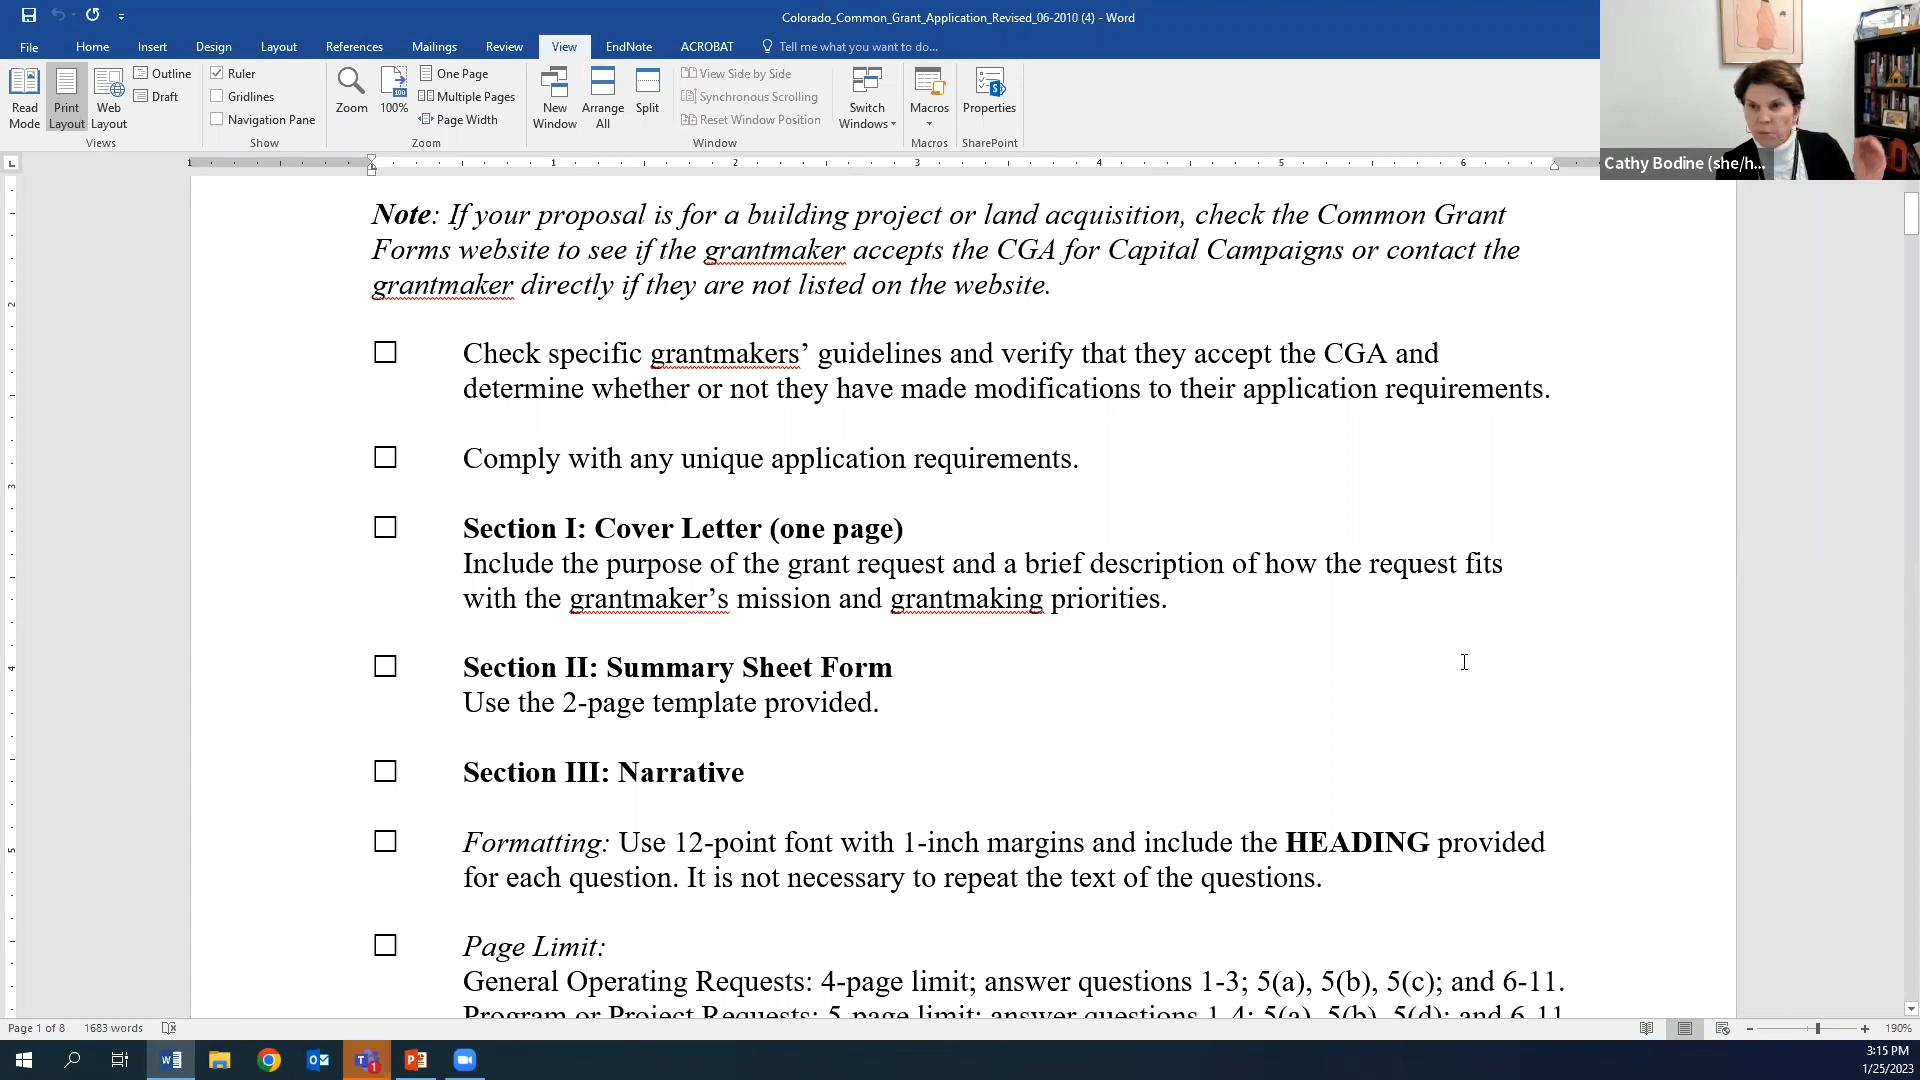 Colorado_Common_Grant_Application_Revised_06-2010 (4) - Word
File Home Insert Design Layout References Mailings Review View EndNote ACROBAT Tell me what you want to do...
Read Mode
Print Layout
Web Layout
Outline
Draft
Views
Ruler
Gridlines
Navigation Pane
Show
Zoom
100%
One Page
Multiple Pages
Page Width
Zoom
New Window
Arrange All
Split
View Side by Side
Synchronous Scrolling
Reset Window Position
Window
Switch Windows
Macros
Macros
Properties
SharePoint
Cathy Bodine (she/h...
1 1 2 3 4 5 6
Note: If your proposal is for a building project or land acquisition, check the Common Grant
Forms website to see if the grantmaker accepts the CGA for Capital Campaigns or contact the
grantmaker directly if they are not listed on the website.
Check specific grantmakers’ guidelines and verify that they accept the CGA and
determine whether or not they have made modifications to their application requirements.
Comply with any unique application requirements.
Section I: Cover Letter (one page)
Include the purpose of the grant request and a brief description of how the request fits
with the grantmaker’s mission and grantmaking priorities.
Section II: Summary Sheet Form
Use the 2-page template provided.
Section III: Narrative
Formatting: Use 12-point font with 1-inch margins and include the HEADING provided
for each question. It is not necessary to repeat the text of the questions.
Page Limit:
General Operating Requests: 4-page limit; answer questions 1-3; 5(a), 5(b), 5(c); and 6-11.
Program or Project Requests: 5-page limit; answer questions 1-4; 5(a), 5(b), 5(d); and 6-11
Page 1 of 8 1683 words
190%
3:15 PM
1/25/2023